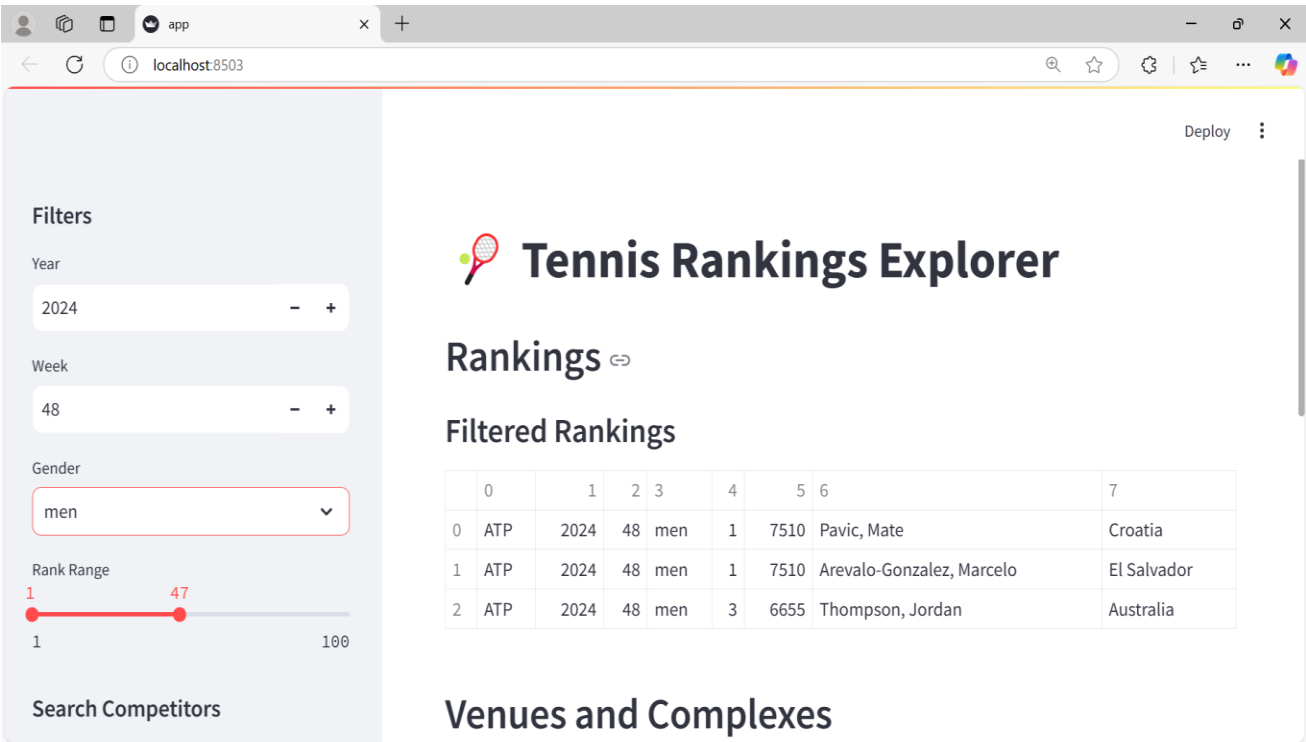 app
localhost:8503
Deploy
Filters
Year
2024
Week
48
Gender
men
Rank Range
1 47
1 100
Search Competitors
Tennis Rankings Explorer
Rankings
Filtered Rankings
0 1 2 3 4 5 6 7
0 ATP 2024 48 men 1 7510 Pavic, Mate Croatia
1 ATP 2024 48 men 1 7510 Arevalo-Gonzalez, Marcelo El Salvador
2 ATP 2024 48 men 3 6655 Thompson, Jordan Australia
Venues and Complexes